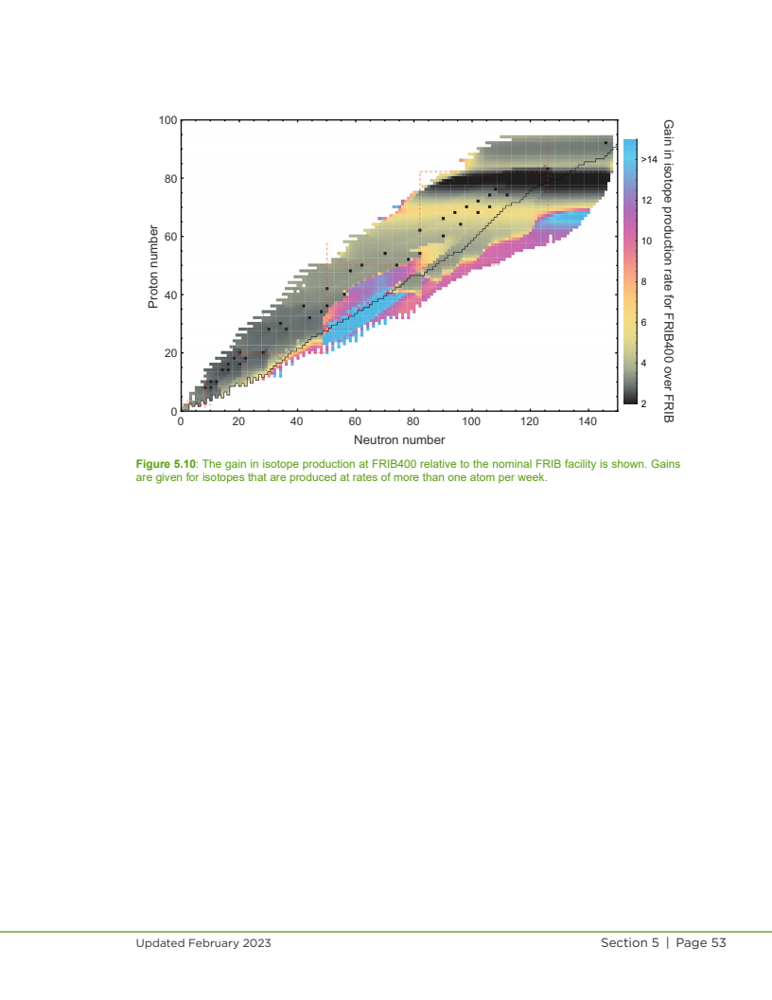 100
80
60
40
20
0
Proton number
0 20 40 60 80 100 120 140
Neutron number
>14
12
10
8
6
4
2
Gain in isotope production rate for FRIB400 over FRIB
Figure 5.10: The gain in isotope production at FRIB400 relative to the nominal FRIB facility is shown. Gains
are given for isotopes that are produced at rates of more than one atom per week.
Updated February 2023
Section 5 | Page 53